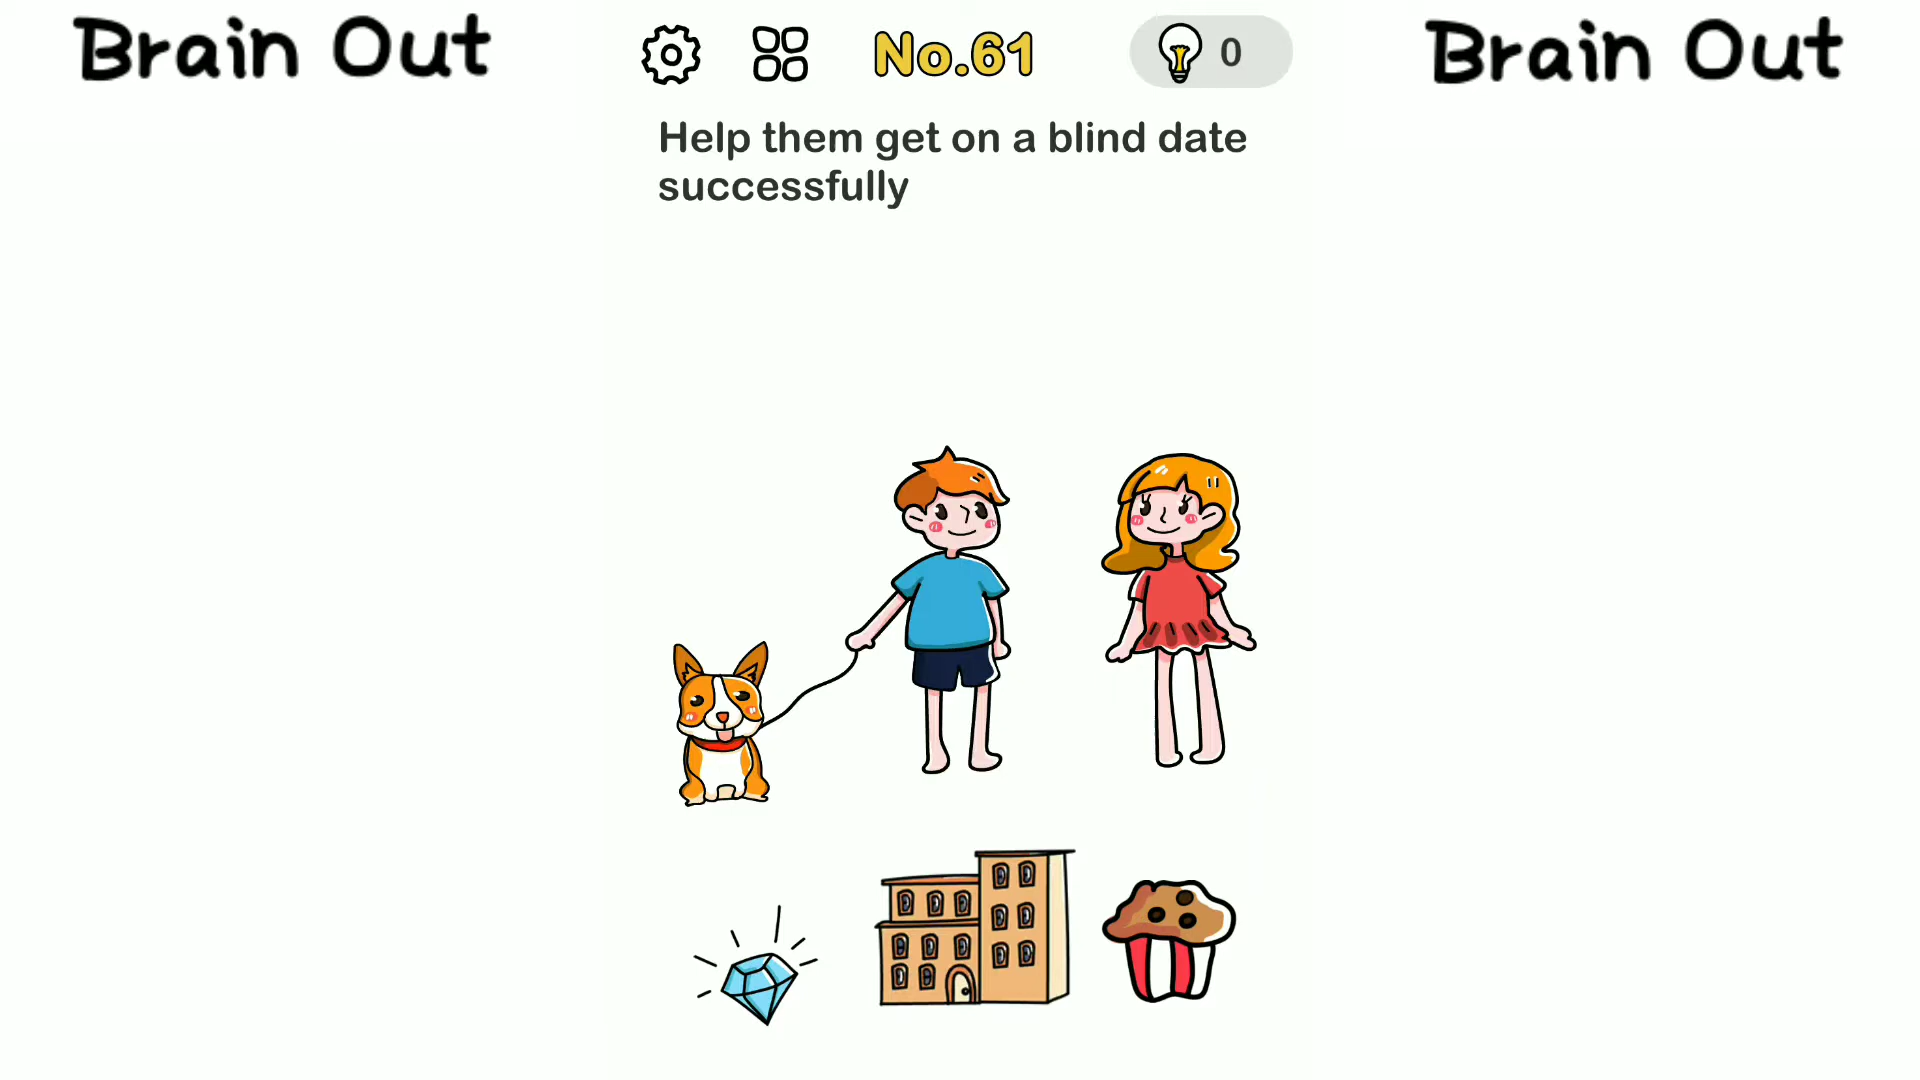 Brain Out
No.61
0
Brain Out
Help them get on a blind date
successfully